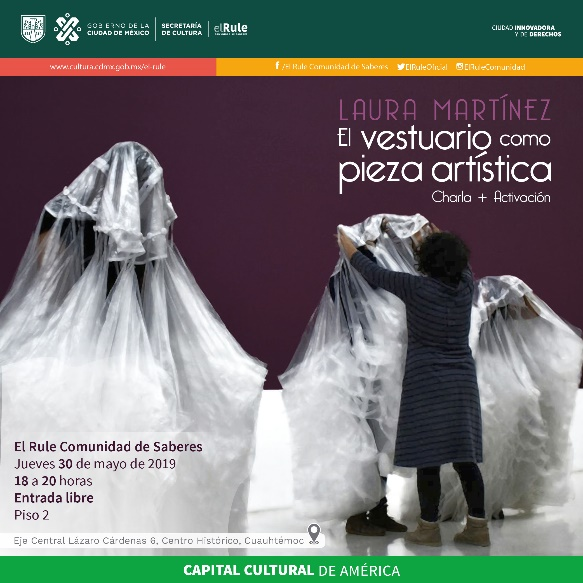 GOBIERNO DE LA
CIUDAD DE MÉXICO
SECRETARÍA
DE CULTURA
elRule
CIUDAD INNOVADORA
Y DE DERECHOS
www.cultura.cdmx.gob.mx/el-rule
/El Rule Comunidad de Saberes
ElRuleOficial
ElRuleComunidad
LAURA MARTÍNEZ
El vestuario como
pieza artística
Charla + Activación
El Rule Comunidad de Saberes
Jueves 30 de mayo de 2019
18 a 20 horas
Entrada libre
Piso 2
Eje Central Lázaro Cárdenas 6, Centro Histórico, Cuauhtémoc
CAPITAL CULTURAL DE AMÉRICA